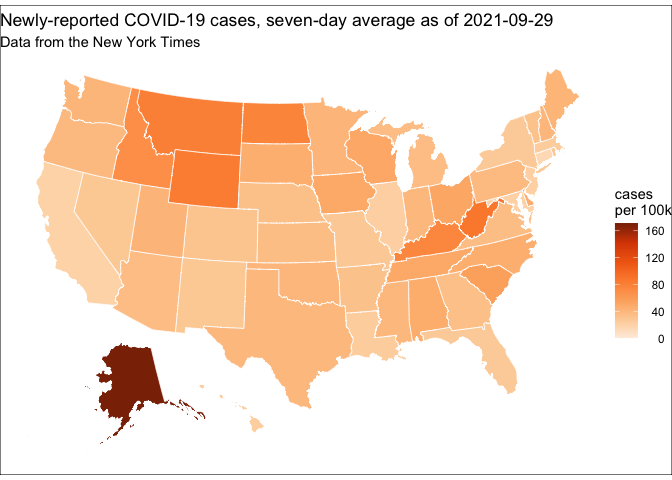 Newly-reported COVID-19 cases, seven-day average as of 2021-09-29
Data from the New York Times
cases
per 100k
160
120
80
40
0